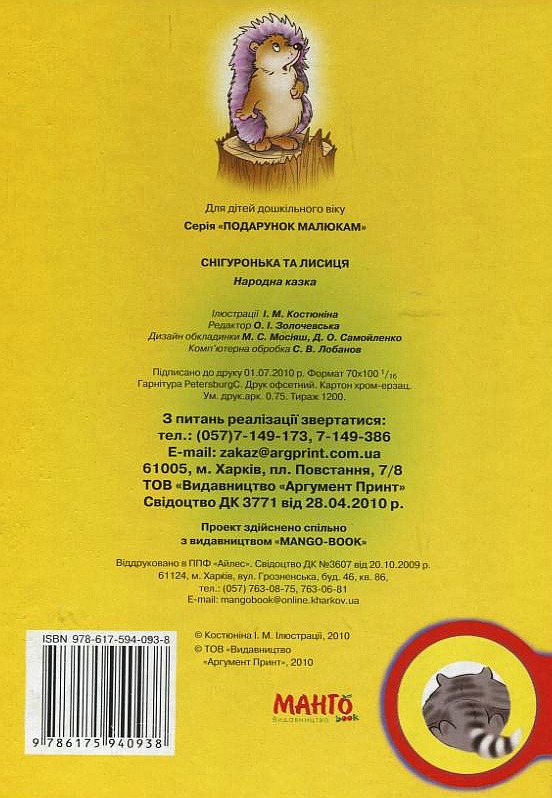 Для дітей дошкільного віку
Серія «ПОДАРУНОК МАЛЮКАМ»
СНІГУРОНЬКА ТА ЛИСИЦЯ
Народна казка
Ілюстрації І. М. Костюніна
Редактор О. І. Золочевська
Дизайн обкладинки М. С. Мосіяш, Д. О. Самойленко
Комп'ютерна обробка С. В. Лобанов
Підписано до друку 01.07.2010 р. Формат 70х100 1/16
Гарнітура PetersburgC. Друк офсетний. Картон хром-ерзац.
Ум. друк.арк. 0.75. Тираж 1200.
З питань реалізації звертатися:
тел.: (057)7-149-173, 7-149-386
E-mail: zakaz@argprint.com.ua
61005, м. Харків, пл. Повстання, 7/8
ТОВ «Видавництво «Аргумент Принт»
Свідоцтво ДК 3771 від 28.04.2010 р.
Проект здійснено спільно
з видавництвом «MANGO-BOOK»
Віддруковано в ППФ «Айлес». Свідоцтво ДК №3607 від 20.10.2009 р.
61124, м. Харків, вул. Грозненська, буд. 46, кв. 86,
тел.: (057) 763-08-75, 763-06-81
E-mail: mangobook@online.kharkov.ua
ISBN 978-617-594-093-8
9 786175 940938
© Костюніна І. М. Ілюстрації, 2010
© ТОВ «Видавництво
«Аргумент Принт», 2010
МАНГО
Видавництво book